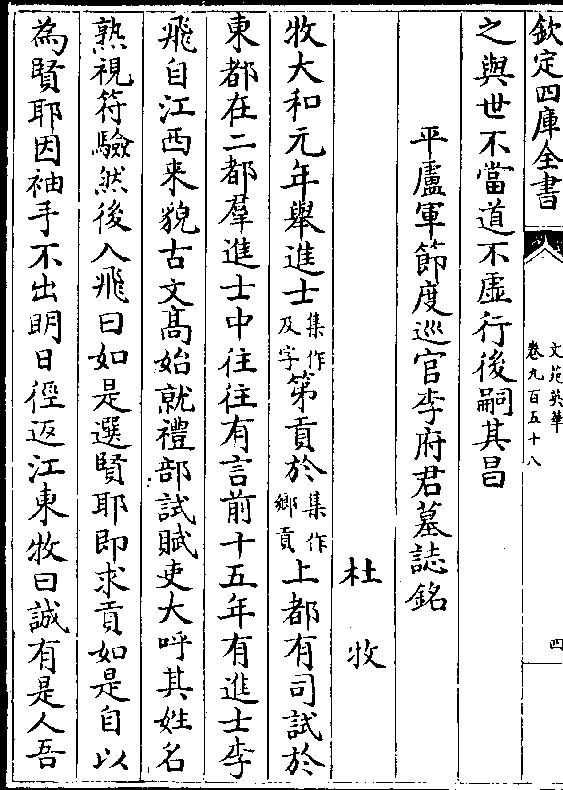 欽定四庫全書
文苑英華
卷九百五十八
四
之與世不當道不虛行後嗣其昌
平盧軍節度巡官李府君墓誌銘
杜牧
牧大和元年舉進士集作及字第貢於集作鄉貢上都有司試於
東都在二都羣進士中往往有言前十五年有進士李
飛自江西来貌古文髙始就禮部試賦吏大呼其姓名
熟視符驗然後入飛曰如是選賢耶即求貢如是自以
為賢耶因袖手不出明日徑返江東牧曰誠有是人吾